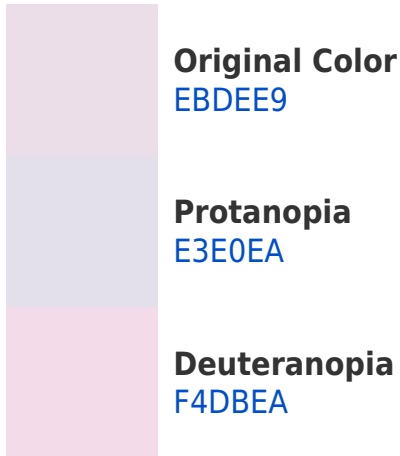 Original Color
EBDEE9
Protanopia
E3E0EA
Deuteranopia
F4DBEA